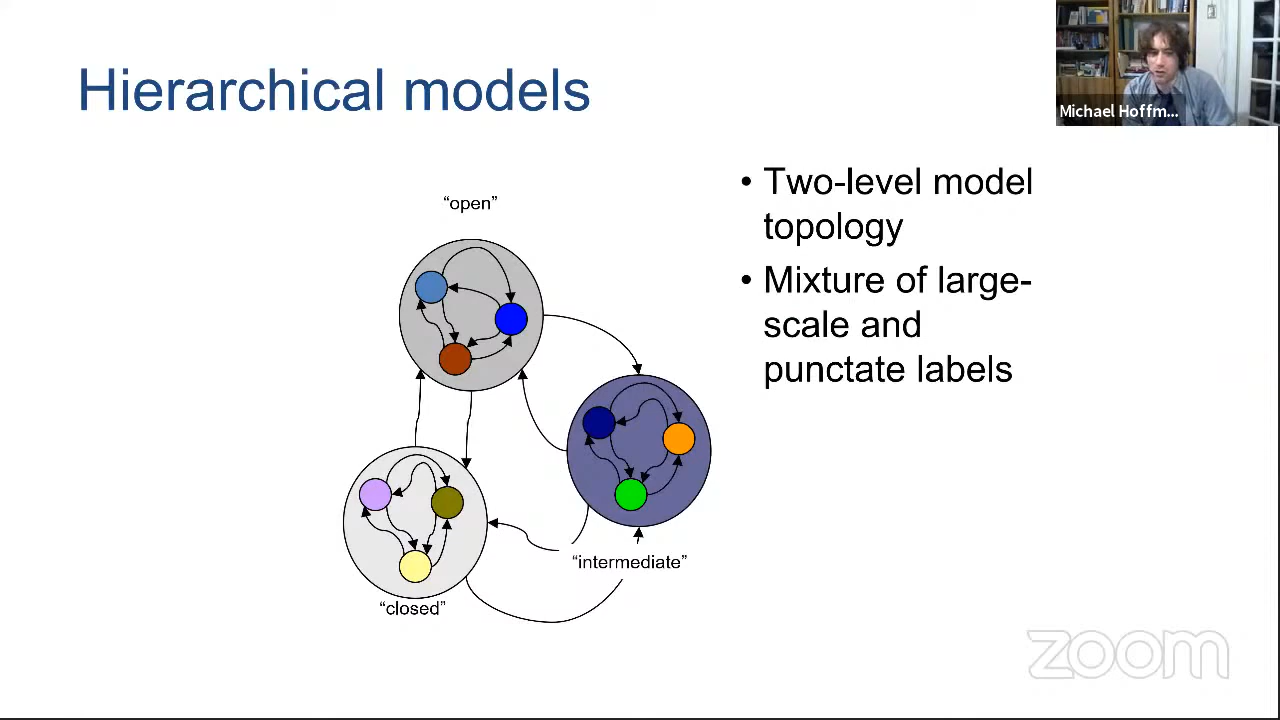 Hierarchical models
Michael Hoffm...
• Two-level model
topology
• Mixture of large-
scale and
punctate labels
“open”
“intermediate”
“closed”
zoom